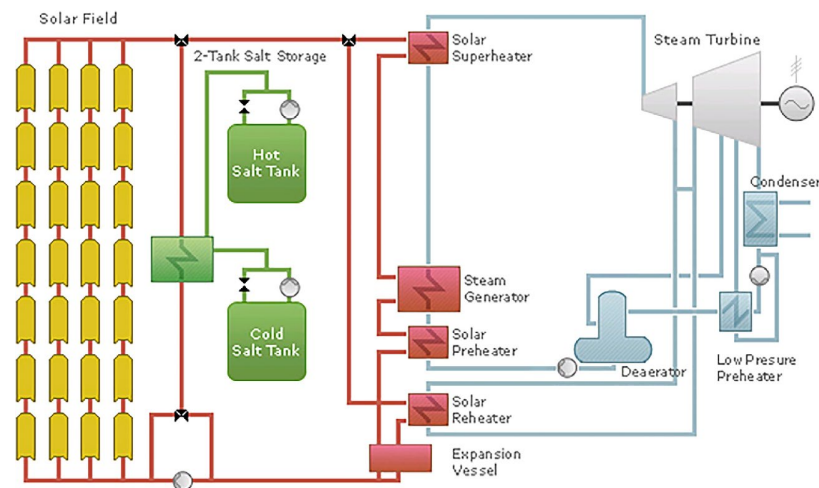 Solar Field
2-Tank Salt Storage
Solar
Superheater
Steam Turbine
Hot
Salt Tank
Condenser
Steam
Generator
Cold
Salt Tank
Solar
Preheater
Deaerator
Low Presure
Preheater
Solar
Reheater
Expansion
Vessel